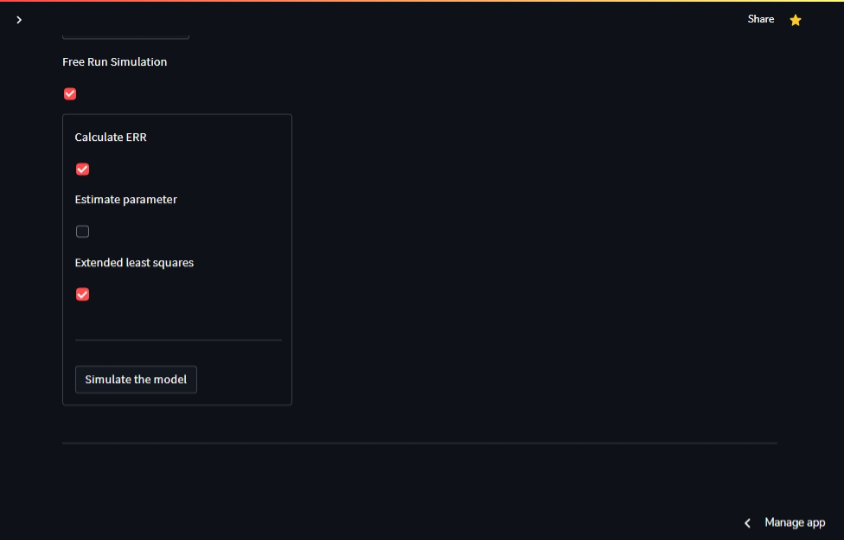 Share
Free Run Simulation
Calculate ERR
Estimate parameter
Extended least squares
Simulate the model
Manage app